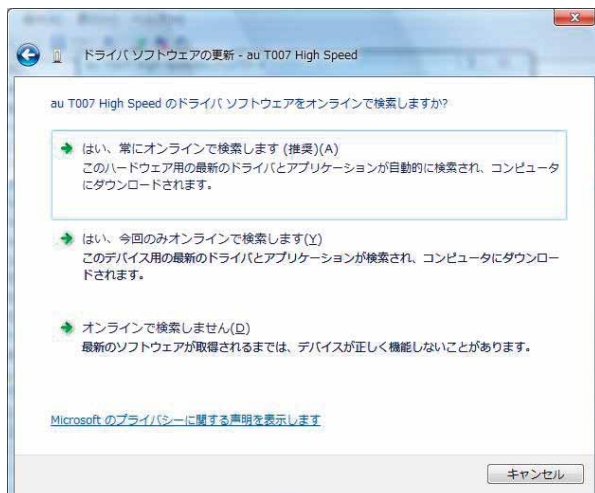 ドライバ ソフトウェアの更新 - au T007 High Speed
au T007 High Speed のドライバ ソフトウェアをオンラインで検索しますか?
はい、常にオンラインで検索します (推奨)(A)
このハードウェア用の最新のドライバとアプリケーションが自動的に検索され、コンピュータ
にダウンロードされます。
はい、今回のみオンラインで検索します(Y)
このデバイス用の最新のドライバとアプリケーションが検索され、コンピュータにダウンロー
ドされます。
オンラインで検索しません(D)
最新のソフトウェアが取得されるまでは、デバイスが正しく機能しないことがあります。
Microsoft のプライバシーに関する声明を表示します
キャンセル